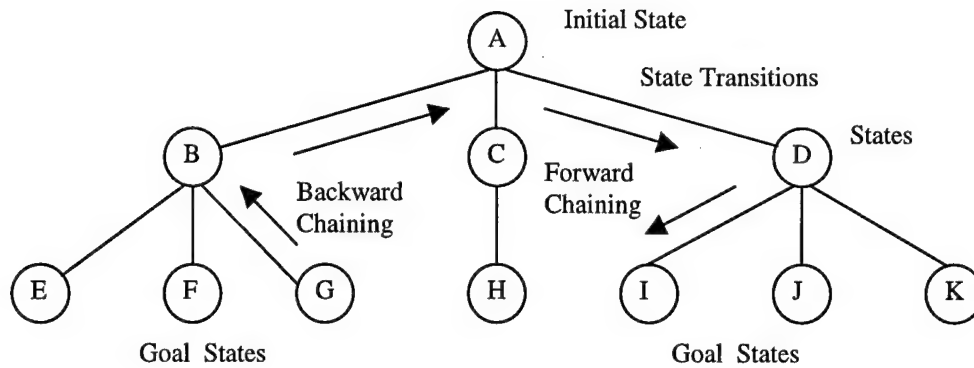 Initial State
A
State Transitions
B
C
D
States
Backward
Chaining
Forward
Chaining
E
F
G
H
I
J
K
Goal States
Goal States